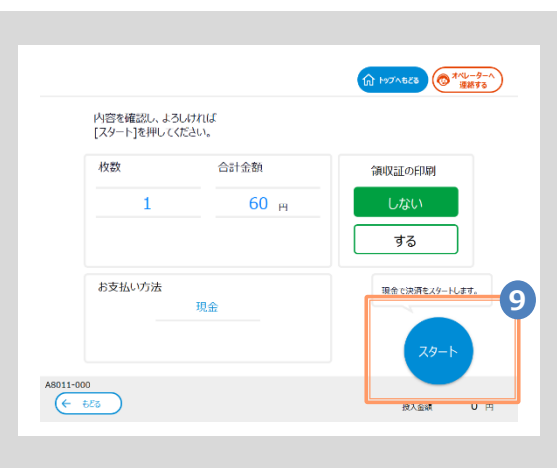 トップへもどる
オペレーターへ
連絡する
内容を確認し、よろしければ
[スタート]を押してください。
枚数
合計金額
領収証の印刷
1
60 円
しない
する
お支払い方法
現金
現金で決済をスタートします。
9
スタート
A8011-000
← もどる
投入金額 0 円